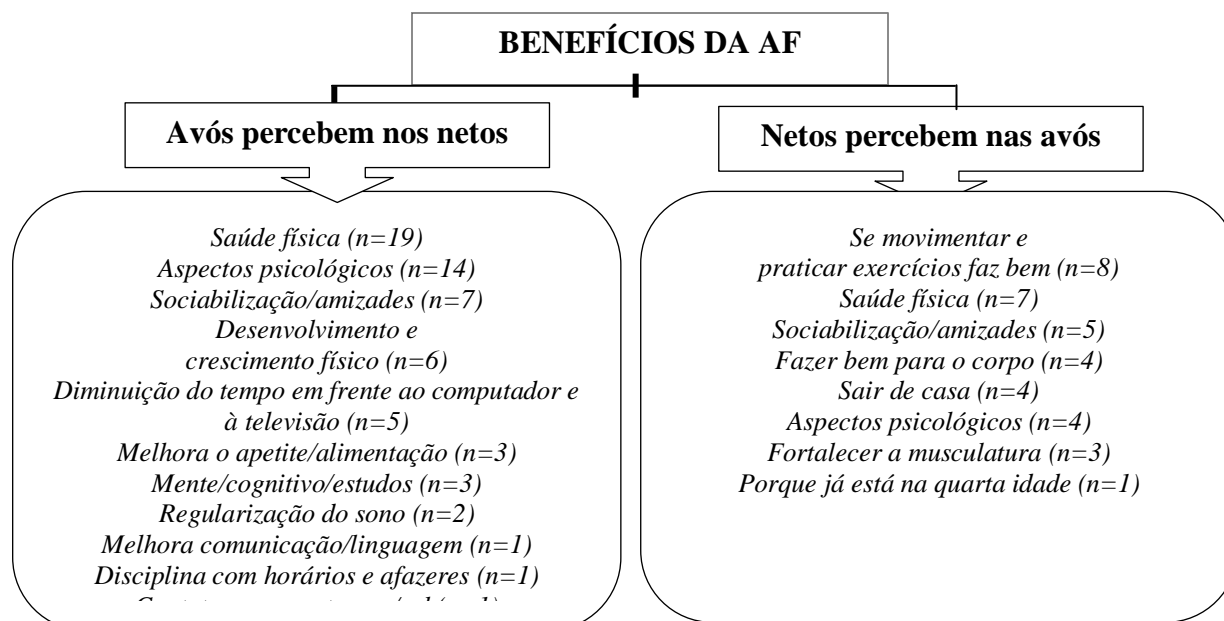 BENEFÍCIOS DA AF
Avós percebem nos netos
Saúde física (n=19)
Aspectos psicológicos (n=14)
Sociabilização/amizades (n=7)
Desenvolvimento e
crescimento físico (n=6)
Diminuição do tempo em frente ao computador e
à televisão (n=5)
Melhora o apetite/alimentação (n=3)
Mente/cognitivo/estudos (n=3)
Regularização do sono (n=2)
Melhora comunicação/linguagem (n=1)
Disciplina com horários e afazeres (n=1)
Netos percebem nas avós
Se movimentar e
praticar exercícios faz bem (n=8)
Saúde física (n=7)
Sociabilização/amizades (n=5)
Fazer bem para o corpo (n=4)
Sair de casa (n=4)
Aspectos psicológicos (n=4)
Fortalecer a musculatura (n=3)
Porque já está na quarta idade (n=1)